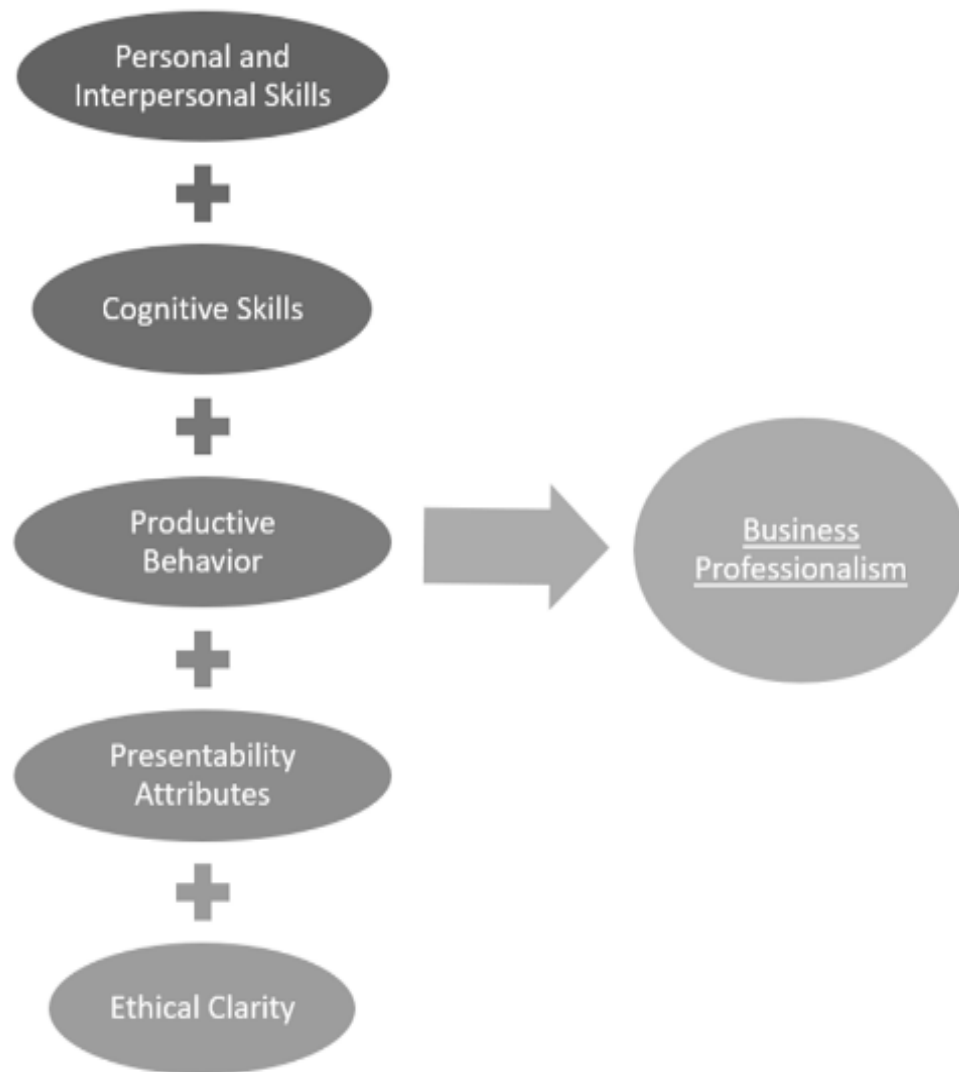 Personal and
Interpersonal Skills
Cognitive Skills
Productive
Behavior
Business
Professionalism
Presentability
Attributes
Ethical Clarity